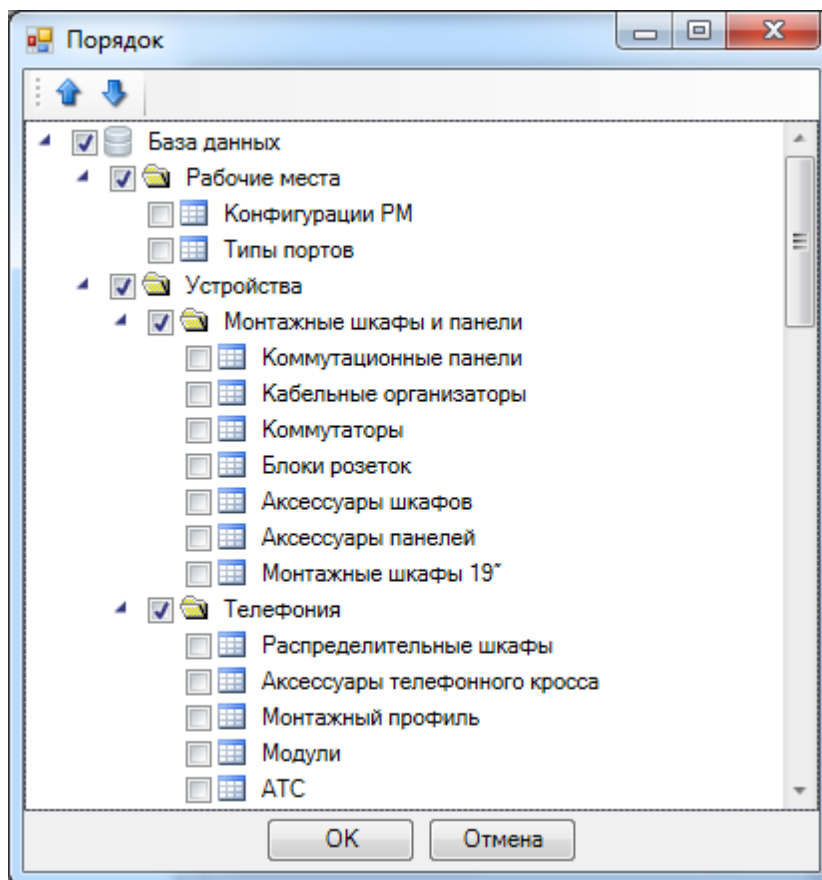 Порядок
База данных
Рабочие места
Конфигурации РМ
Типы портов
Устройства
Монтажные шкафы и панели
Коммутационные панели
Кабельные организаторы
Коммутаторы
Блоки розеток
Аксессуары шкафов
Аксессуары панелей
Монтажные шкафы 19"
Телефония
Распределительные шкафы
Аксессуары телефонного кросса
Монтажный профиль
Модули
АТС
OK Отмена